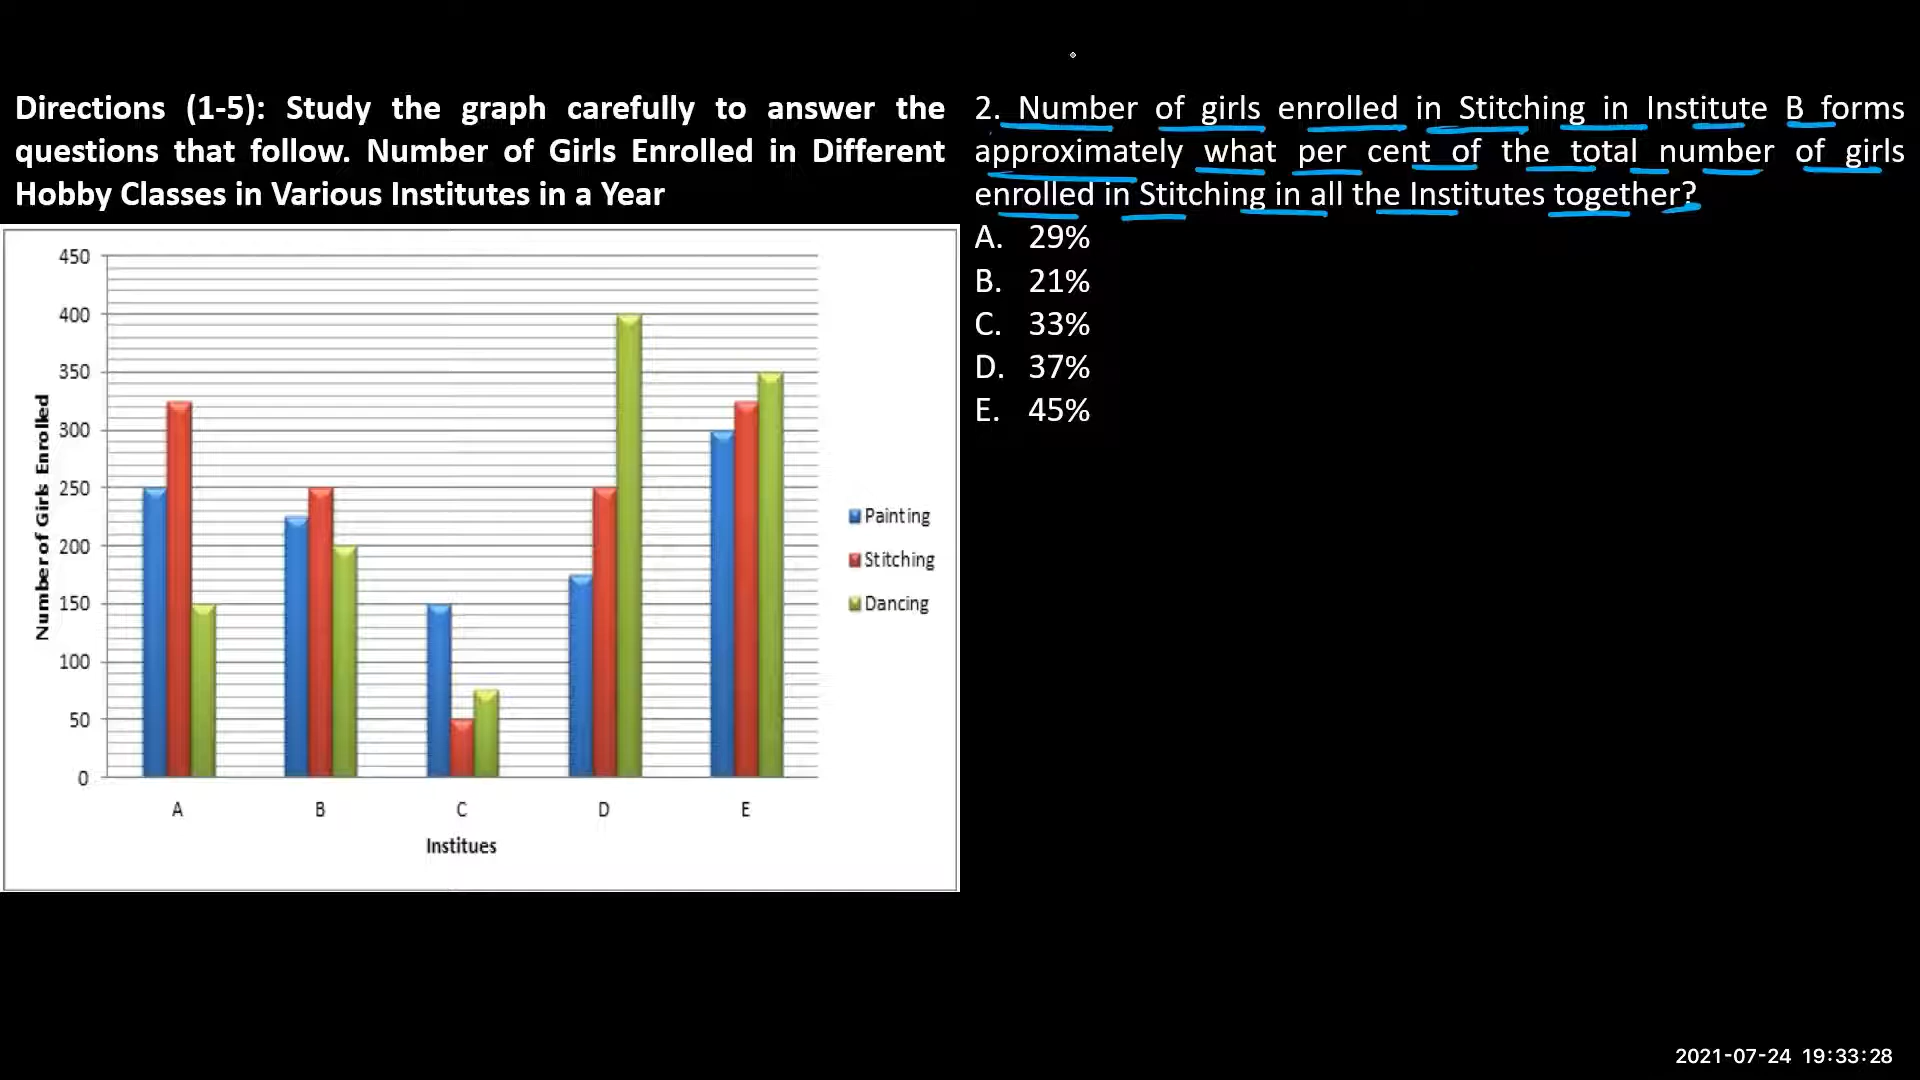 Directions (1-5): Study the graph carefully to answer the
questions that follow. Number of Girls Enrolled in Different
Hobby Classes in Various Institutes in a Year
450
400
350
300
250
200
150
100
50
0
Number of Girls Enrolled
A B C D E
Institues
Painting
Stitching
Dancing
2. Number of girls enrolled in Stitching in Institute B forms
approximately what per cent of the total number of girls
enrolled in Stitching in all the Institutes together?
A. 29%
B. 21%
C. 33%
D. 37%
E. 45%
2021-07-24 19:33:28